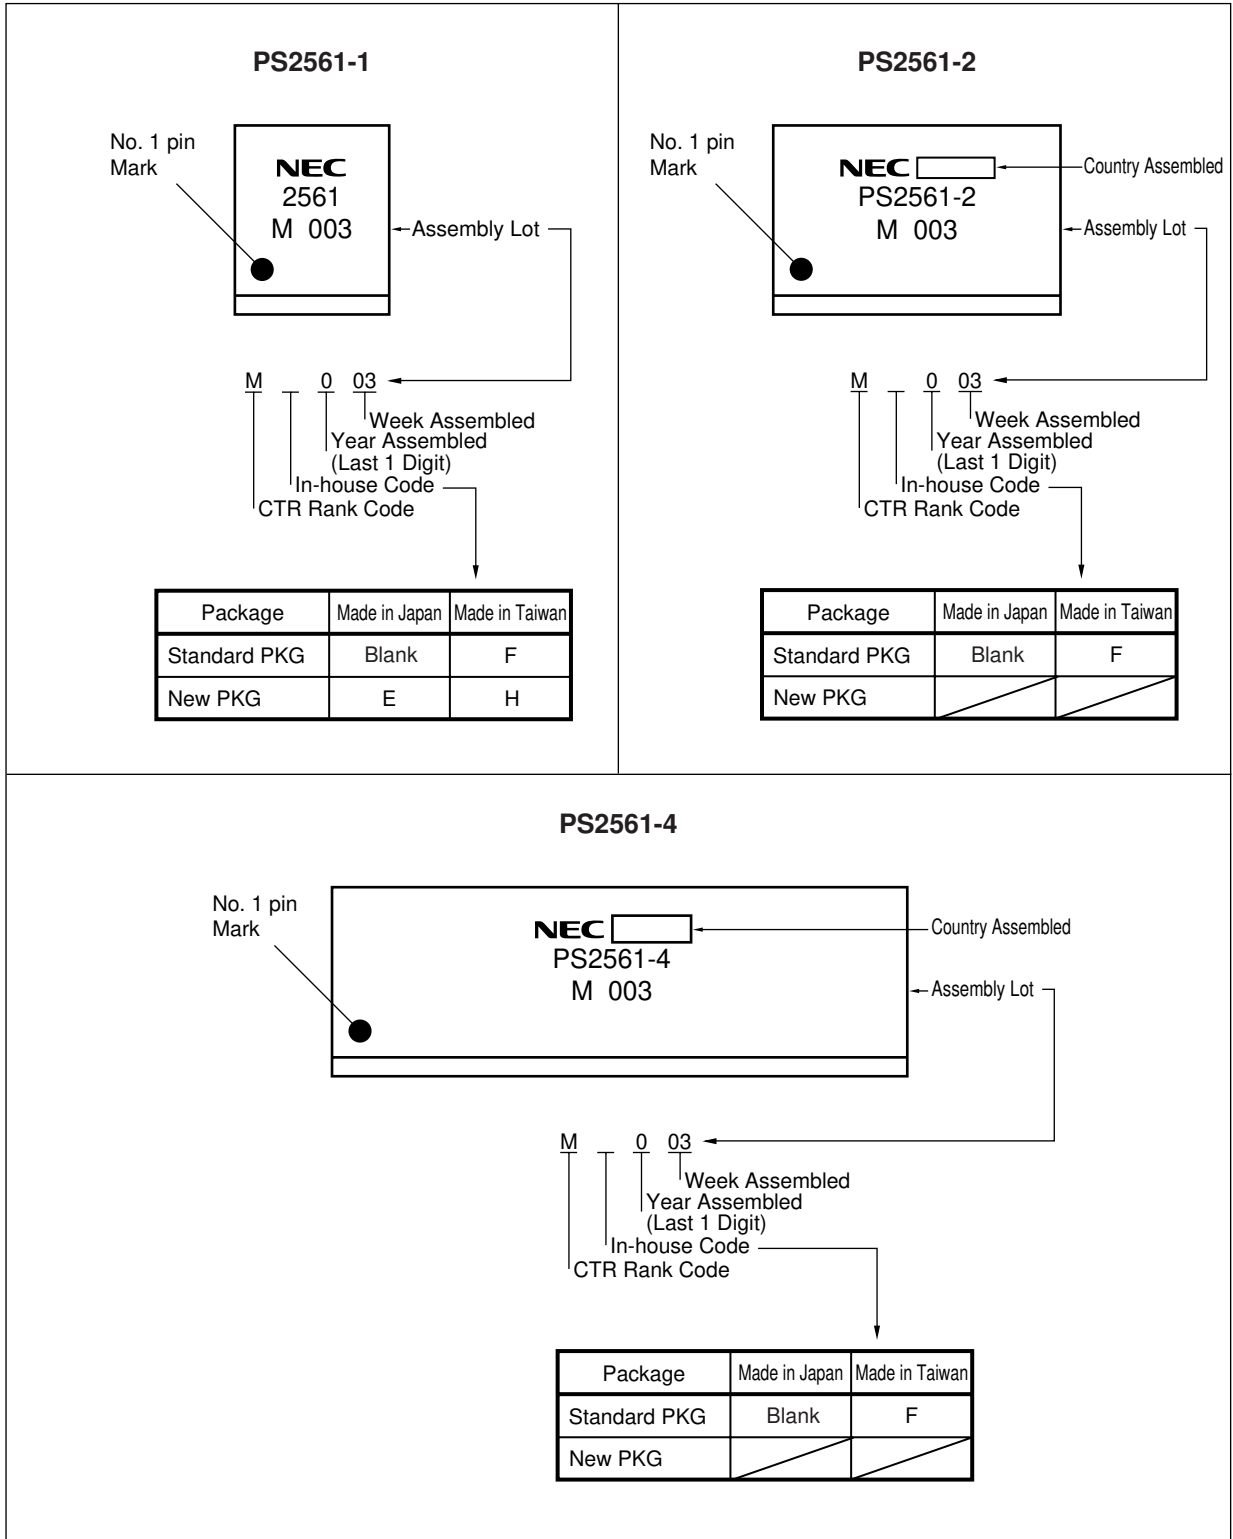 PS2561-1
No. 1 pin
Mark
NEC
2561
M 003
Assembly Lot
M 0 03
Week Assembled
Year Assembled
(Last 1 Digit)
In-house Code
CTR Rank Code
Package Made in Japan Made in Taiwan
Standard PKG Blank F
New PKG E H
PS2561-2
No. 1 pin
Mark
NEC
Country Assembled
PS2561-2
M 003
Assembly Lot
M 0 03
Week Assembled
Year Assembled
(Last 1 Digit)
In-house Code
CTR Rank Code
Package Made in Japan Made in Taiwan
Standard PKG Blank F
New PKG
PS2561-4
No. 1 pin
Mark
NEC
Country Assembled
PS2561-4
M 003
Assembly Lot
M 0 03
Week Assembled
Year Assembled
(Last 1 Digit)
In-house Code
CTR Rank Code
Package Made in Japan Made in Taiwan
Standard PKG Blank F
New PKG